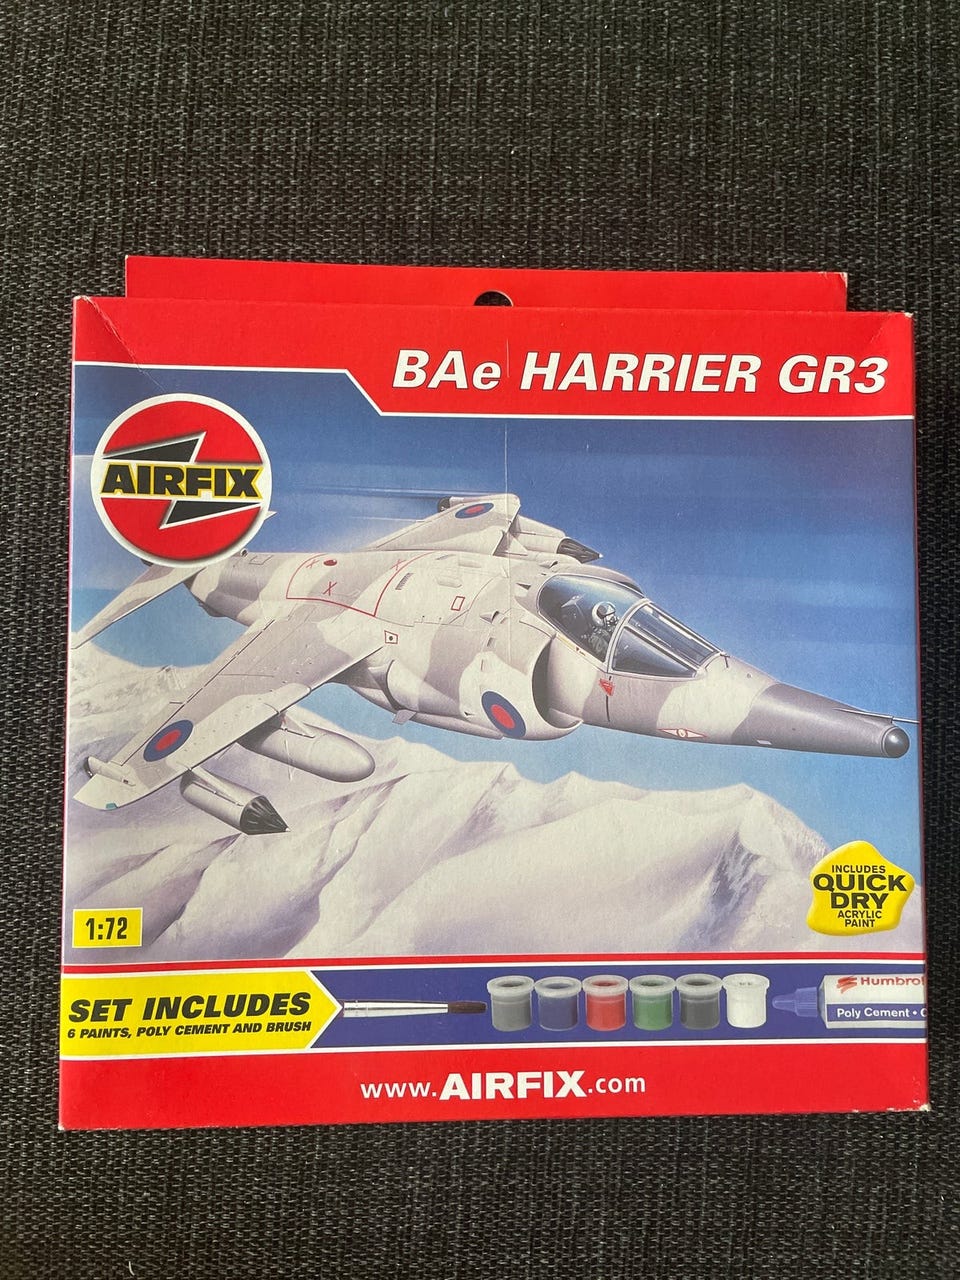 BAe HARRIER GR3
AIRFIX
INCLUDES
QUICK
DRY
ACRYLIC
PAINT
1:72
SET INCLUDES
6 PAINTS, POLY CEMENT AND BRUSH
Humbrol
Poly Cement •
www.AIRFIX.com